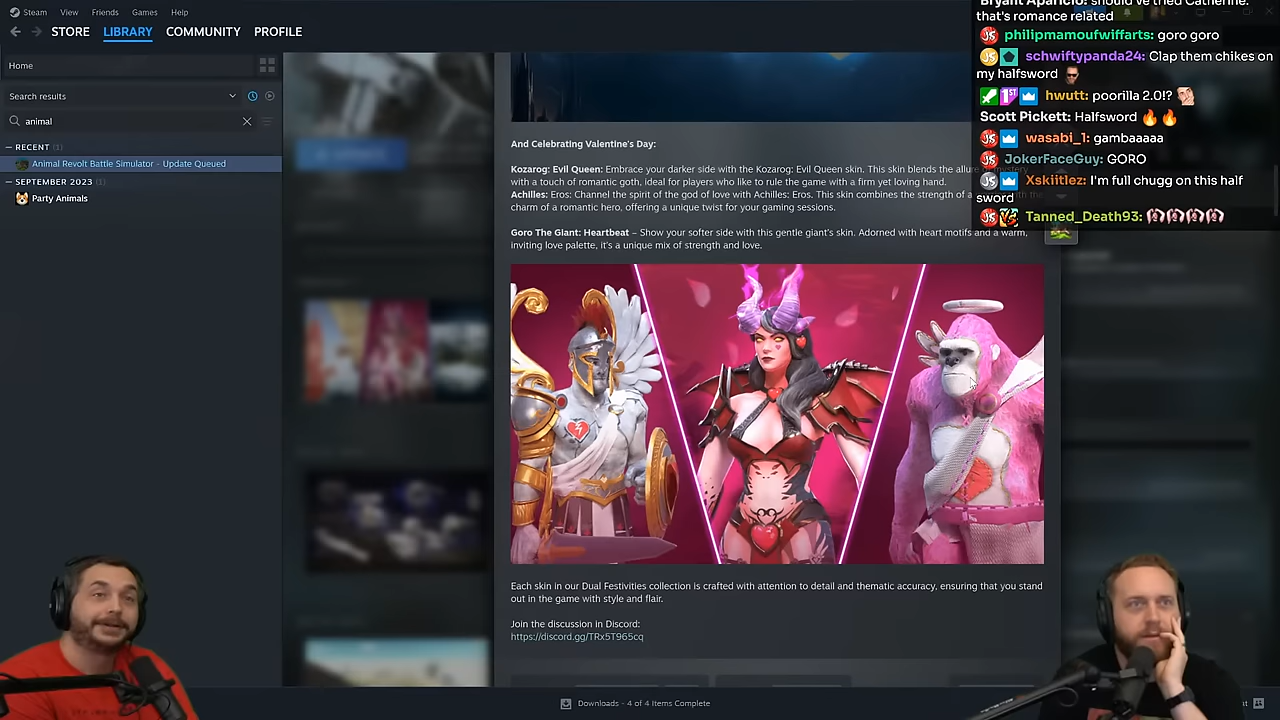 Steam View Friends Games Help
STORE LIBRARY COMMUNITY PROFILE
Home
Search results
animal
RECENT (1)
Animal Revolt Battle Simulator - Update Queued
SEPTEMBER 2023 (1)
Party Animals
And Celebrating Valentine's Day:
Kozarog: Evil Queen: Embrace your darker side with the Kozarog: Evil Queen skin. This skin blends the allure
with a touch of romantic goth, ideal for players who like to rule the game with a firm yet loving hand.
Achilles: Eros: Channel the spirit of the god of love with Achilles: Eros. This skin combines the strength of a
charm of a romantic hero, offering a unique twist for your gaming sessions.
Goro The Giant: Heartbeat – Show your softer side with this gentle giant's skin. Adorned with heart motifs and a warm,
inviting love palette, it's a unique mix of strength and love.
Each skin in our Dual Festivities collection is crafted with attention to detail and thematic accuracy, ensuring that you stand
out in the game with style and flair.
Join the discussion in Discord:
https://discord.gg/TRx5T965cq
Downloads - 4 of 4 Items Complete
Bryant Aparicio: should've tried Catherine.
that's romance related
philipmamoufwiffarts: goro goro
schwiftypanda24: Clap them chikes on
my halfsword
1ST hwutt: poorilla 2.0!?
Scott Pickett: Halfsword
wasabi_1: gambaaaaa
JokerFaceGuy: GORO
Xskiitlez: I'm full chugg on this half
sword
Tanned_Death93: